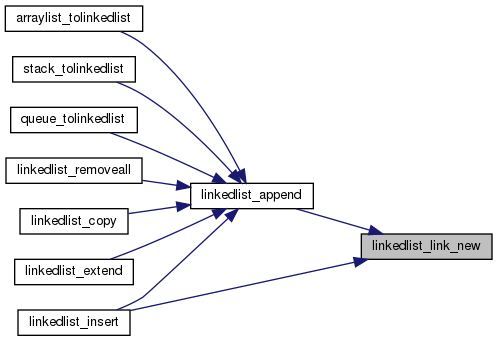 arraylist_tolinkedlist
stack_tolinkedlist
queue_tolinkedlist
linkedlist_removeall
linkedlist_append
linkedlist_copy
linkedlist_link_new
linkedlist_extend
linkedlist_insert